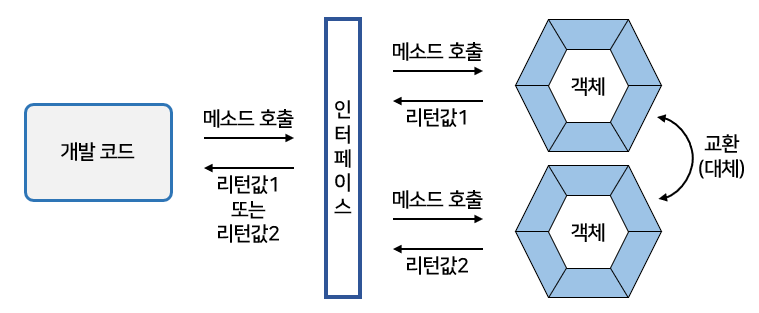 개발 코드
메소드 호출
리턴값1
또는
리턴값2
인터페이스
메소드 호출
리턴값1
객체
메소드 호출
리턴값2
객체
교환
(대체)